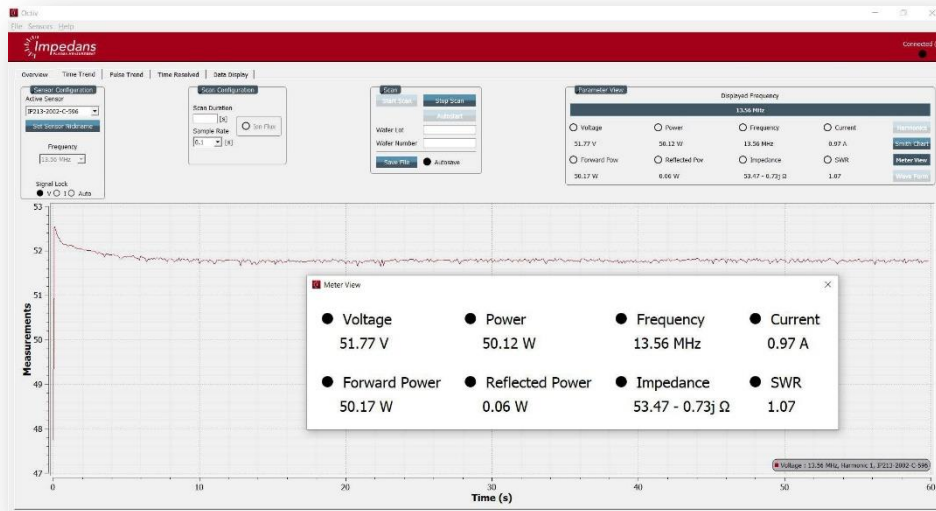 Octiv
File Sensors Help
Impedans
Connected
Overview Time Trend Pulse Trend Time Resolved Data Display
Sensor Configuration
Active Sensor
IP213-2002-C-596
Set Sensor Nickname
Frequency
13.56 MHz
Signal Lock
V I Auto
Scan Configuration
Scan Duration
[s]
Sample Rate
0.1 [s]
Ion Flux
Scan
Start Scan Stop Scan
Autostart
Wafer Lot
Wafer Number
Save File Autosave
Parameter View
Displayed Frequency
13.56 MHz
Voltage Power Frequency Current
51.77 V 50.12 W 13.56 MHz 0.97 A
Forward Pow Reflected Pow Impedance SWR
50.17 W 0.06 W 53.47 - 0.73j Ω 1.07
Harmonics
Smith Chart
Meter View
Wave Form
53
52
51
50
49
48
47
Measurements
Meter View
Voltage Power Frequency Current
51.77 V 50.12 W 13.56 MHz 0.97 A
Forward Power Reflected Power Impedance SWR
50.17 W 0.06 W 53.47 - 0.73j Ω 1.07
Voltage : 13.56 MHz, Harmonic 1, IP213-2002-C-596
0 10 20 30 40 50 60
Time (s)